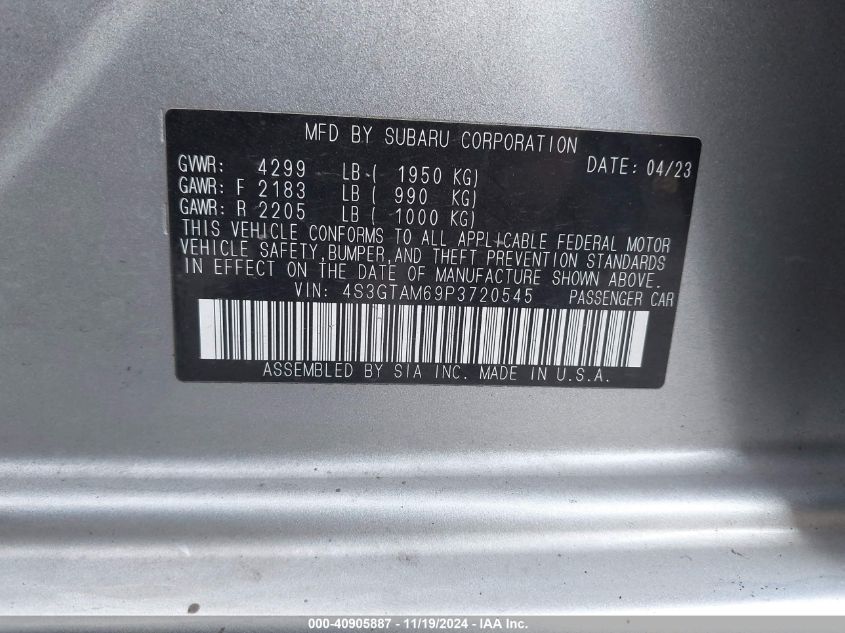 MFD BY SUBARU CORPORATION
GVWR: 4299 LB ( 1950 KG) DATE: 04/23
GAWR: F 2183 LB ( 990 KG)
GAWR: R 2205 LB ( 1000 KG)
THIS VEHICLE CONFORMS TO ALL APPLICABLE FEDERAL MOTOR
VEHICLE SAFETY, BUMPER, AND THEFT PREVENTION STANDARDS
IN EFFECT ON THE DATE OF MANUFACTURE SHOWN ABOVE.
VIN: 4S3GTAM69P3720545 PASSENGER CAR
ASSEMBLED BY SIA INC. MADE IN U.S.A.
000-40905887 - 11/19/2024 - IAA Inc.